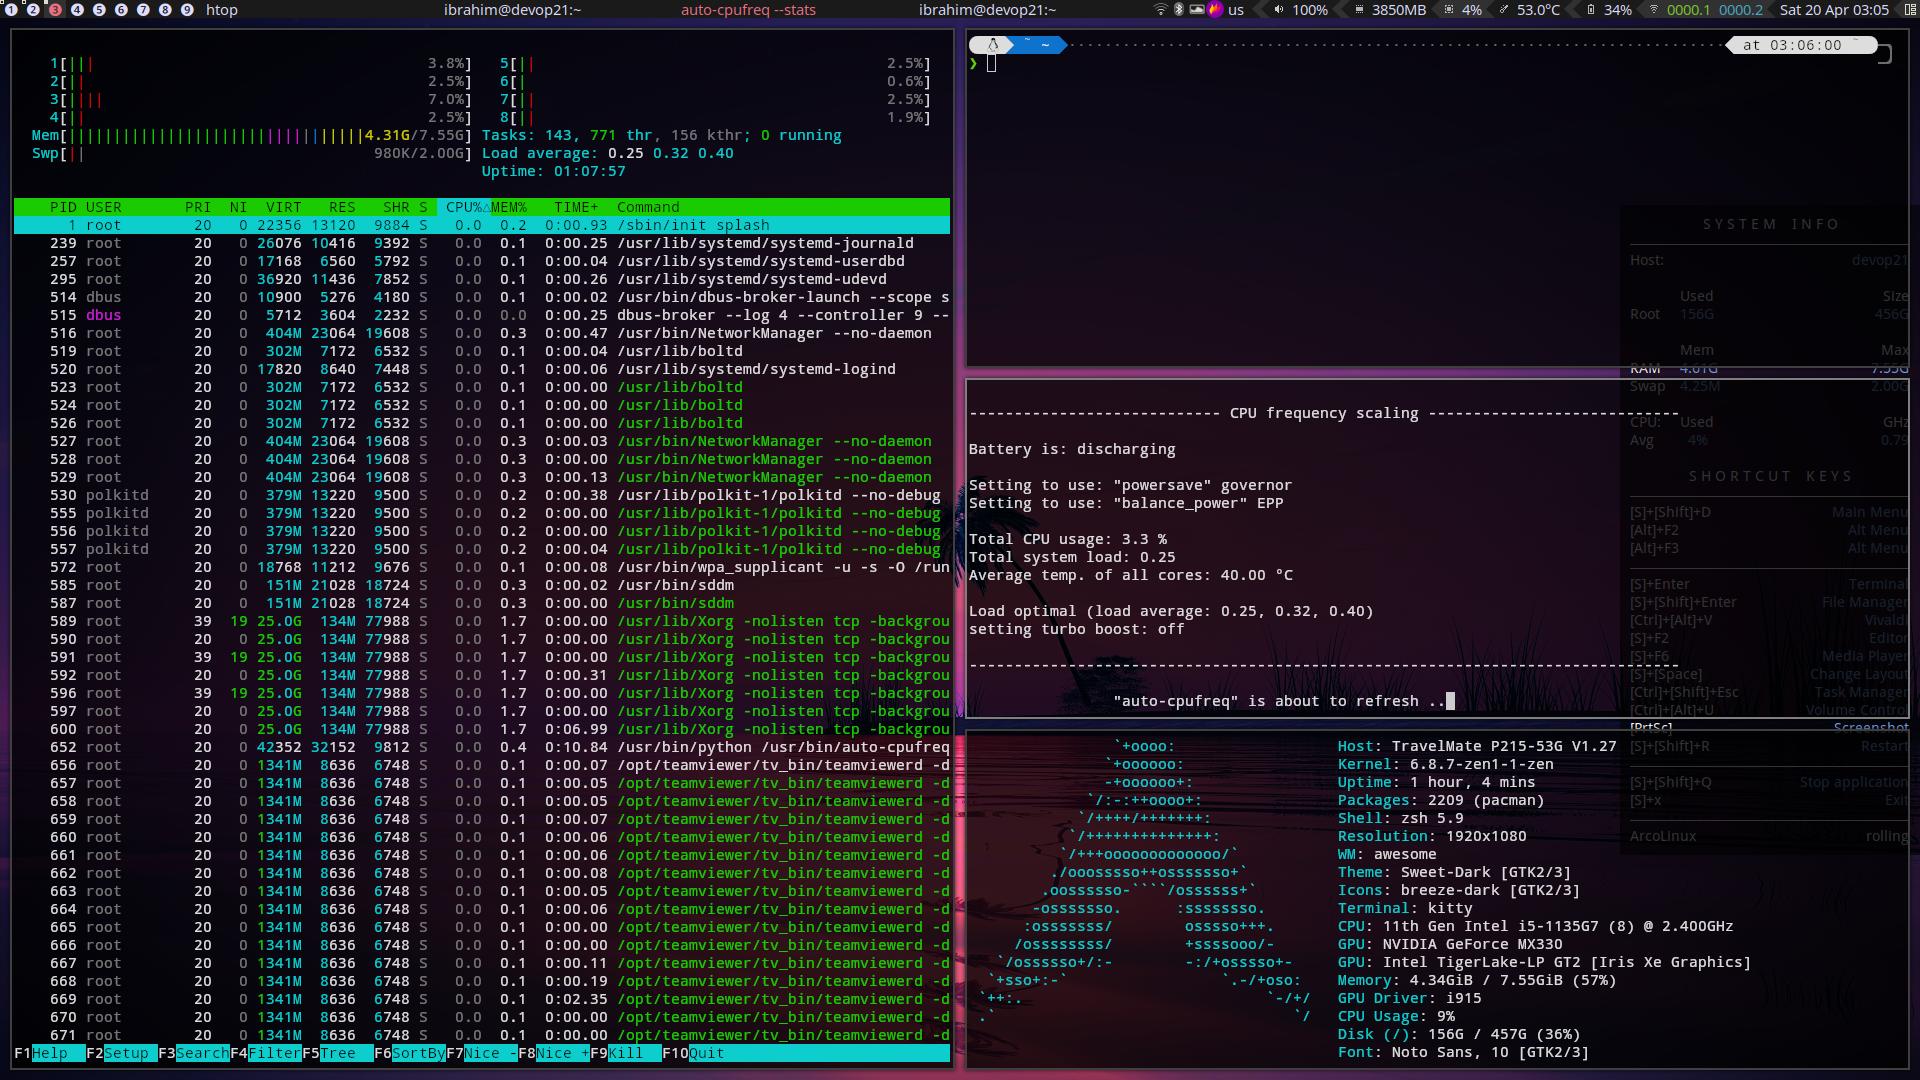 1 2 3 4 5 6 7 8 9 htop ibrahim@devop21:~ auto-cpufreq --stats ibrahim@devop21:~ us 100% 3850MB 4% 53.0°C 34% 0000.1 0000.2 Sat 20 Apr 03:05
1[||| 3.8%] 5[|| 2.5%]
2[|| 2.5%] 6[| 0.6%]
3[|||| 7.0%] 7[|| 2.5%]
4[|| 2.5%] 8[|| 1.9%]
Mem[|||||||||||||||||||||||||||||||||4.31G/7.55G] Tasks: 143, 771 thr, 156 kthr; 0 running
Swp[|| 980K/2.00G] Load average: 0.25 0.32 0.40
Uptime: 01:07:57
PID USER PRI NI VIRT RES SHR S CPU%△MEM% TIME+ Command
1 root 20 0 22356 13120 9884 S 0.0 0.2 0:00.93 /sbin/init splash
239 root 20 0 26076 10416 9392 S 0.0 0.1 0:00.25 /usr/lib/systemd/systemd-journald
257 root 20 0 17168 6560 5792 S 0.0 0.1 0:00.04 /usr/lib/systemd/systemd-userdbd
295 root 20 0 36920 11436 7852 S 0.0 0.1 0:00.26 /usr/lib/systemd/systemd-udevd
514 dbus 20 0 10900 5276 4180 S 0.0 0.1 0:00.02 /usr/bin/dbus-broker-launch --scope s
515 dbus 20 0 5712 3604 2232 S 0.0 0.0 0:00.25 dbus-broker --log 4 --controller 9 --
516 root 20 0 404M 23064 19608 S 0.0 0.3 0:00.47 /usr/bin/NetworkManager --no-daemon
519 root 20 0 302M 7172 6532 S 0.0 0.1 0:00.04 /usr/lib/boltd
520 root 20 0 17820 8640 7448 S 0.0 0.1 0:00.06 /usr/lib/systemd/systemd-logind
523 root 20 0 302M 7172 6532 S 0.0 0.1 0:00.00 /usr/lib/boltd
524 root 20 0 302M 7172 6532 S 0.0 0.1 0:00.00 /usr/lib/boltd
526 root 20 0 302M 7172 6532 S 0.0 0.1 0:00.00 /usr/lib/boltd
527 root 20 0 404M 23064 19608 S 0.0 0.3 0:00.03 /usr/bin/NetworkManager --no-daemon
528 root 20 0 404M 23064 19608 S 0.0 0.3 0:00.00 /usr/bin/NetworkManager --no-daemon
529 root 20 0 404M 23064 19608 S 0.0 0.3 0:00.13 /usr/bin/NetworkManager --no-daemon
530 polkitd 20 0 379M 13220 9500 S 0.0 0.2 0:00.38 /usr/lib/polkit-1/polkitd --no-debug
555 polkitd 20 0 379M 13220 9500 S 0.0 0.2 0:00.00 /usr/lib/polkit-1/polkitd --no-debug
556 polkitd 20 0 379M 13220 9500 S 0.0 0.2 0:00.00 /usr/lib/polkit-1/polkitd --no-debug
557 polkitd 20 0 379M 13220 9500 S 0.0 0.2 0:00.04 /usr/lib/polkit-1/polkitd --no-debug
572 root 20 0 18768 11212 9676 S 0.0 0.1 0:00.08 /usr/bin/wpa_supplicant -u -s -O /run
585 root 20 0 151M 21028 18724 S 0.0 0.3 0:00.02 /usr/bin/sddm
587 root 20 0 151M 21028 18724 S 0.0 0.3 0:00.00 /usr/bin/sddm
589 root 39 19 25.0G 134M 77988 S 0.0 1.7 0:00.00 /usr/lib/Xorg -nolisten tcp -backgrou
590 root 20 0 25.0G 134M 77988 S 0.0 1.7 0:00.00 /usr/lib/Xorg -nolisten tcp -backgrou
591 root 39 19 25.0G 134M 77988 S 0.0 1.7 0:00.00 /usr/lib/Xorg -nolisten tcp -backgrou
592 root 20 0 25.0G 134M 77988 S 0.0 1.7 0:00.31 /usr/lib/Xorg -nolisten tcp -backgrou
596 root 39 19 25.0G 134M 77988 S 0.0 1.7 0:00.00 /usr/lib/Xorg -nolisten tcp -backgrou
597 root 20 0 25.0G 134M 77988 S 0.0 1.7 0:00.00 /usr/lib/Xorg -nolisten tcp -backgrou
600 root 20 0 25.0G 134M 77988 S 0.0 1.7 0:06.99 /usr/lib/Xorg -nolisten tcp -backgrou
652 root 20 0 42352 32152 9812 S 0.0 0.4 0:10.84 /usr/bin/python /usr/bin/auto-cpufreq
656 root 20 0 1341M 8636 6748 S 0.0 0.1 0:00.07 /opt/teamviewer/tv_bin/teamviewerd -d
657 root 20 0 1341M 8636 6748 S 0.0 0.1 0:00.05 /opt/teamviewer/tv_bin/teamviewerd -d
658 root 20 0 1341M 8636 6748 S 0.0 0.1 0:00.05 /opt/teamviewer/tv_bin/teamviewerd -d
659 root 20 0 1341M 8636 6748 S 0.0 0.1 0:00.07 /opt/teamviewer/tv_bin/teamviewerd -d
660 root 20 0 1341M 8636 6748 S 0.0 0.1 0:00.06 /opt/teamviewer/tv_bin/teamviewerd -d
661 root 20 0 1341M 8636 6748 S 0.0 0.1 0:00.00 /opt/teamviewer/tv_bin/teamviewerd -d
662 root 20 0 1341M 8636 6748 S 0.0 0.1 0:00.08 /opt/teamviewer/tv_bin/teamviewerd -d
663 root 20 0 1341M 8636 6748 S 0.0 0.1 0:00.05 /opt/teamviewer/tv_bin/teamviewerd -d
664 root 20 0 1341M 8636 6748 S 0.0 0.1 0:00.06 /opt/teamviewer/tv_bin/teamviewerd -d
665 root 20 0 1341M 8636 6748 S 0.0 0.1 0:00.00 /opt/teamviewer/tv_bin/teamviewerd -d
666 root 20 0 1341M 8636 6748 S 0.0 0.1 0:00.00 /opt/teamviewer/tv_bin/teamviewerd -d
667 root 20 0 1341M 8636 6748 S 0.0 0.1 0:00.11 /opt/teamviewer/tv_bin/teamviewerd -d
668 root 20 0 1341M 8636 6748 S 0.0 0.1 0:00.19 /opt/teamviewer/tv_bin/teamviewerd -d
669 root 20 0 1341M 8636 6748 S 0.0 0.1 0:02.35 /opt/teamviewer/tv_bin/teamviewerd -d
670 root 20 0 1341M 8636 6748 S 0.0 0.1 0:00.00 /opt/teamviewer/tv_bin/teamviewerd -d
671 root 20 0 1341M 8636 6748 S 0.0 0.1 0:00.00 /opt/teamviewer/tv_bin/teamviewerd -d
F1Help F2Setup F3SearchF4FilterF5Tree F6SortByF7Nice -F8Nice +F9Kill F10Quit
~ at 03:06:00
❯
SYSTEM INFO
Host: devop21
Used Size
Root 156G 456G
Mem Max
RAM 4.61G 7.55G
Swap 4.25M 2.00G
CPU: Used GHz
Avg 4% 0.79
SHORTCUT KEYS
[S]+[Shift]+D Main Menu
[Alt]+F2 Alt Menu
[Alt]+F3 Alt Menu
[S]+Enter Terminal
[S]+[Shift]+Enter File Manager
[Ctrl]+[Alt]+V Vivaldi
[S]+F2 Editor
[S]+F6 Media Player
[S]+[Space] Change Layout
[Ctrl]+[Shift]+Esc Task Manager
[Ctrl]+[Alt]+U Volume Control
[PrtSc] Screenshot
[S]+[Shift]+R Restart
[S]+[Shift]+Q Stop application
[S]+x Exit
ArcoLinux rolling
---------------------------- CPU frequency scaling ----------------------------
Battery is: discharging
Setting to use: "powersave" governor
Setting to use: "balance_power" EPP
Total CPU usage: 3.3 %
Total system load: 0.25
Average temp. of all cores: 40.00 °C
Load optimal (load average: 0.25, 0.32, 0.40)
setting turbo boost: off
-------------------------------------------------------------------------------
"auto-cpufreq" is about to refresh ..
`+oooo: Host: TravelMate P215-53G V1.27
`+oooooo: Kernel: 6.8.7-zen1-1-zen
-+oooooo+: Uptime: 1 hour, 4 mins
`/:-:++oooo+: Packages: 2209 (pacman)
`/++++/+++++++: Shell: zsh 5.9
`/++++++++++++++: Resolution: 1920x1080
`/+++ooooooooooooo/` WM: awesome
./ooosssso++osssssso+` Theme: Sweet-Dark [GTK2/3]
.oossssso-````/ossssss+` Icons: breeze-dark [GTK2/3]
-osssssso. :ssssssso. Terminal: kitty
:osssssss/ osssso+++. CPU: 11th Gen Intel i5-1135G7 (8) @ 2.400GHz
/ossssssss/ +ssssooo/- GPU: NVIDIA GeForce MX330
`/ossssso+/:- -:/+osssso+- GPU: Intel TigerLake-LP GT2 [Iris Xe Graphics]
`+sso+:-` `.-/+oso: Memory: 4.34GiB / 7.55GiB (57%)
`++:. `-/+/ GPU Driver: i915
.` `/ CPU Usage: 9%
Disk (/): 156G / 457G (36%)
Font: Noto Sans, 10 [GTK2/3]